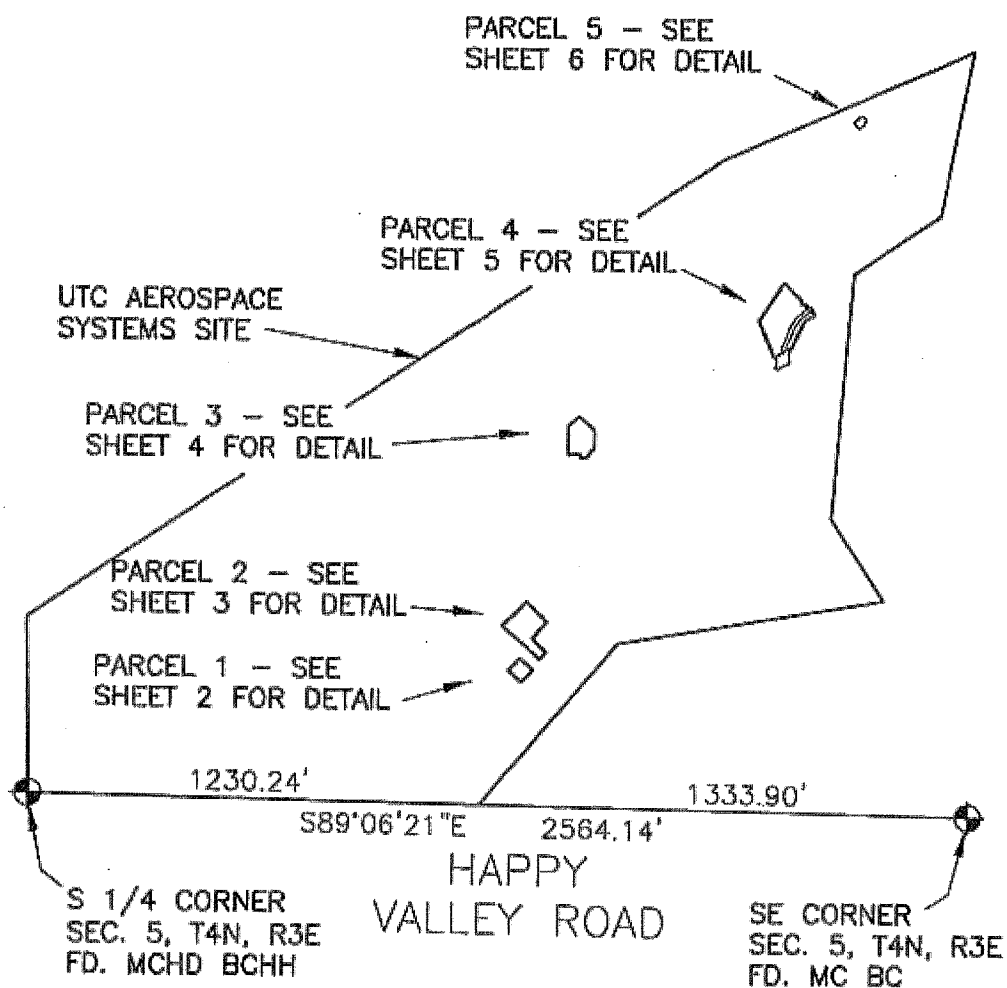 PARCEL 5 - SEE
SHEET 6 FOR DETAIL
PARCEL 4 - SEE
SHEET 5 FOR DETAIL
UTC AEROSPACE
SYSTEMS SITE
PARCEL 3 - SEE
SHEET 4 FOR DETAIL
PARCEL 2 - SEE
SHEET 3 FOR DETAIL
PARCEL 1 - SEE
SHEET 2 FOR DETAIL
1230.24'
1333.90'
S89°06'21"E
2564.14'
HAPPY
VALLEY ROAD
S 1/4 CORNER
SEC. 5, T4N, R3E
FD. MCHD BCHH
SE CORNER
SEC. 5, T4N, R3E
FD. MC BC